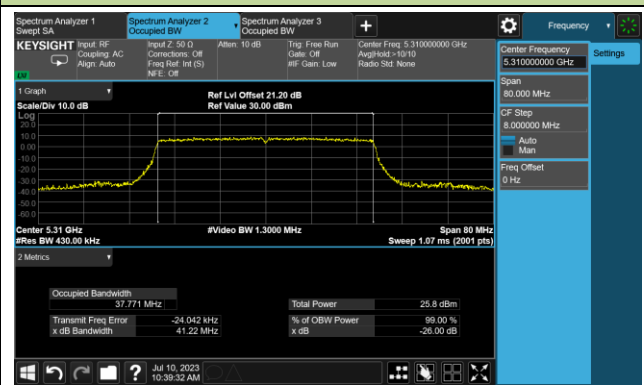 Spectrum Analyzer 1
Swept SA
Spectrum Analyzer 2
Occupied BW
Spectrum Analyzer 3
Occupied BW
Frequency
KEYSIGHT
Input: RF
Coupling: AC
Align: Auto
Input Z: 50 Ω
Corrections: Off
Freq Ref: Int (S)
NFE: Off
Atten: 10 dB
Trig: Free Run
Gate: Off
#IF Gain: Low
Center Freq: 5.310000000 GHz
Avg|Hold:>10/10
Radio Std: None
Center Frequency
5.310000000 GHz
Settings
Span
80.000 MHz
CF Step
8.000000 MHz
Auto
Man
Freq Offset
0 Hz
1 Graph
Scale/Div 10.0 dB
Ref Lvl Offset 21.20 dB
Ref Value 30.00 dBm
Log
20.0
10.0
0.00
-10.0
-20.0
-30.0
-40.0
-50.0
-60.0
Center 5.31 GHz
#Res BW 430.00 kHz
#Video BW 1.3000 MHz
Span 80 MHz
Sweep 1.07 ms (2001 pts)
2 Metrics
Occupied Bandwidth
37.771 MHz
Total Power 25.8 dBm
Transmit Freq Error -24.042 kHz
% of OBW Power 99.00 %
x dB Bandwidth 41.22 MHz
x dB -26.00 dB
?
Jul 10, 2023
10:39:32 AM